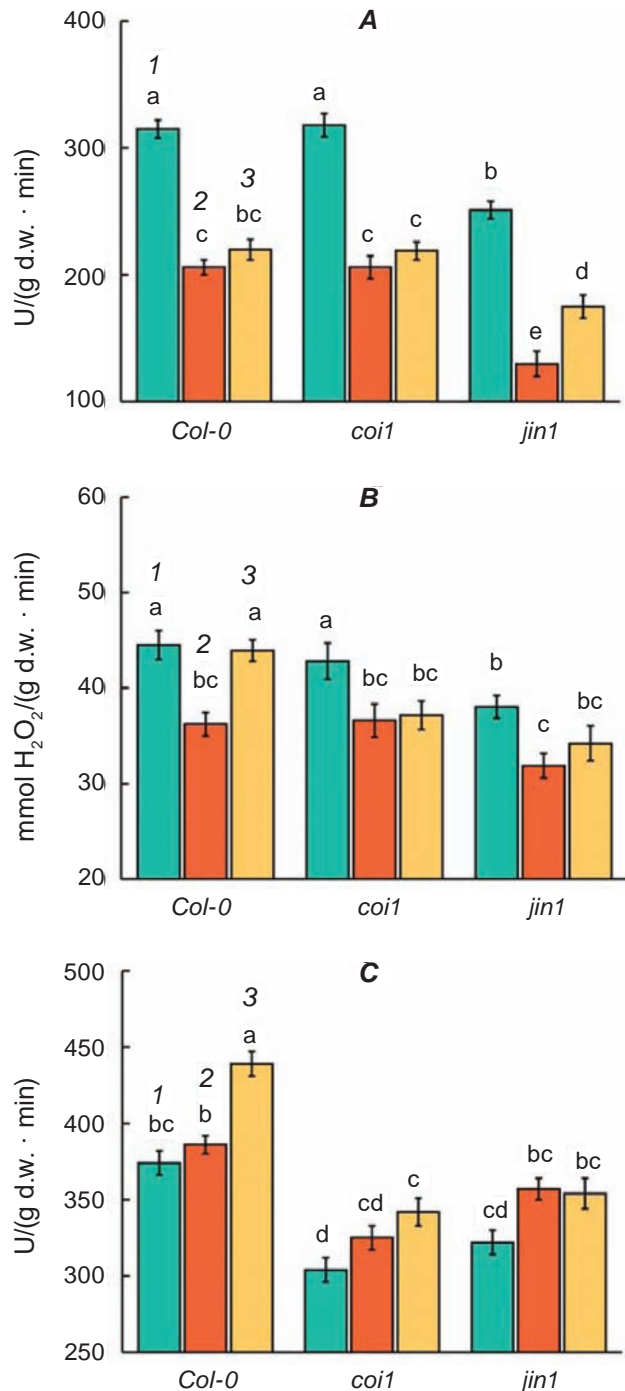 A
400
300
200
100
U/(g d.w. · min)
1
a
2
c
3
bc
a
c
c
b
e
d
Col-0
coi1
jin1
B
60
50
40
30
20
mmol H₂O₂/(g d.w. · min)
1
a
2
bc
3
a
a
bc
bc
b
c
bc
Col-0
coi1
jin1
C
500
450
400
350
300
250
U/(g d.w. · min)
1
bc
2
b
3
a
d
cd
c
cd
bc
bc
Col-0
coi1
jin1